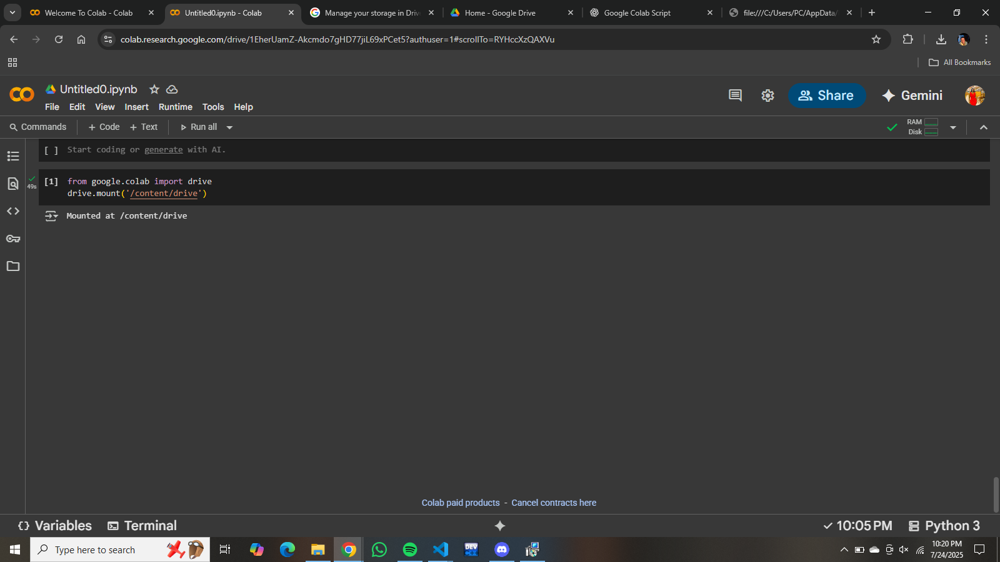 Welcome To Colab - Colab
Untitled0.ipynb - Colab
Manage your storage in Driv
Home - Google Drive
Google Colab Script
file:///C:/Users/PC/AppData/
colab.research.google.com/drive/1EherUamZ-Akcmdo7gHD77jiL69xPCet5?authuser=1#scrollTo=RYHccXzQAXVu
All Bookmarks
Untitled0.ipynb
File Edit View Insert Runtime Tools Help
Share
Gemini
Commands + Code + Text Run all
RAM
Disk
[ ] Start coding or generate with AI.
49s
[1] from google.colab import drive
drive.mount('/content/drive')
Mounted at /content/drive
Colab paid products - Cancel contracts here
Variables Terminal
10:05 PM Python 3
Type here to search
DEV
10:20 PM
7/24/2025